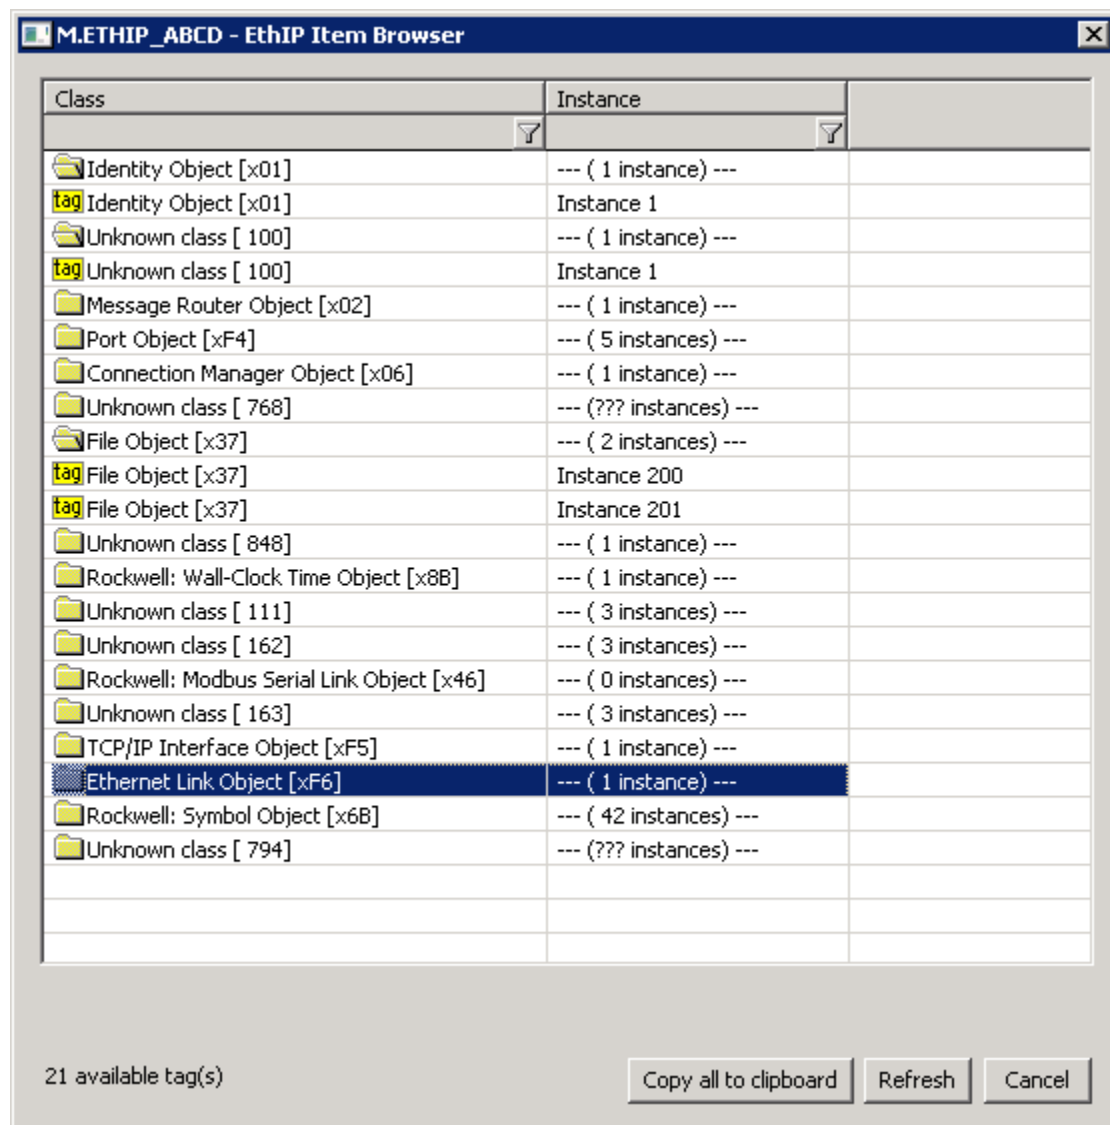 M.ETHIP_ABCD - EthIP Item Browser
Class Instance
Identity Object [x01] --- ( 1 instance) ---
tag Identity Object [x01] Instance 1
Unknown class [ 100] --- ( 1 instance) ---
tag Unknown class [ 100] Instance 1
Message Router Object [x02] --- ( 1 instance) ---
Port Object [xF4] --- ( 5 instances) ---
Connection Manager Object [x06] --- ( 1 instance) ---
Unknown class [ 768] --- (??? instances) ---
File Object [x37] --- ( 2 instances) ---
tag File Object [x37] Instance 200
tag File Object [x37] Instance 201
Unknown class [ 848] --- ( 1 instance) ---
Rockwell: Wall-Clock Time Object [x8B] --- ( 1 instance) ---
Unknown class [ 111] --- ( 3 instances) ---
Unknown class [ 162] --- ( 3 instances) ---
Rockwell: Modbus Serial Link Object [x46] --- ( 0 instances) ---
Unknown class [ 163] --- ( 3 instances) ---
TCP/IP Interface Object [xF5] --- ( 1 instance) ---
Ethernet Link Object [xF6] --- ( 1 instance) ---
Rockwell: Symbol Object [x6B] --- ( 42 instances) ---
Unknown class [ 794] --- (??? instances) ---
21 available tag(s) Copy all to clipboard Refresh Cancel